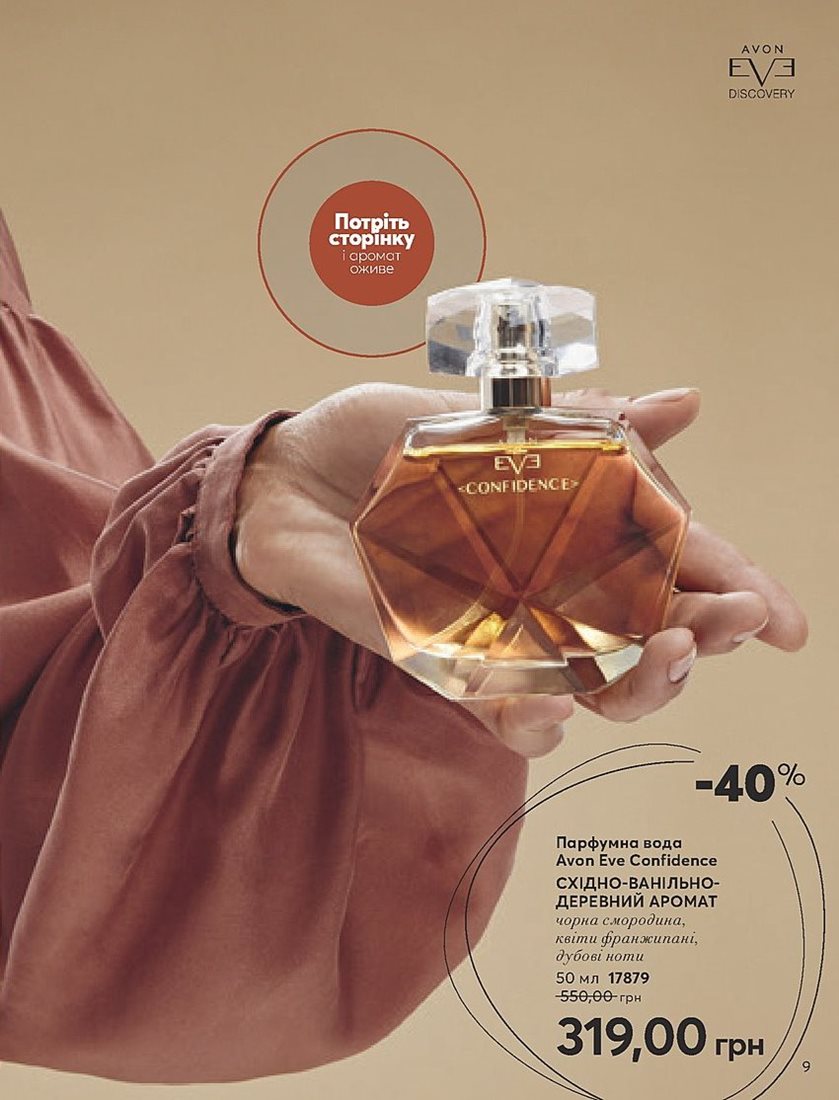 AVON
EVE
DISCOVERY
Потріть
сторінку
і аромат
оживе
AVON
EVE
<CONFIDENCE>
-40%
Парфумна вода
Avon Eve Confidence
СХІДНО-ВАНІЛЬНО-
ДЕРЕВНИЙ АРОМАТ
чорна смородина,
квіти франжипані,
дубові ноти
50 мл 17879
550,00 грн
319,00 грн
9